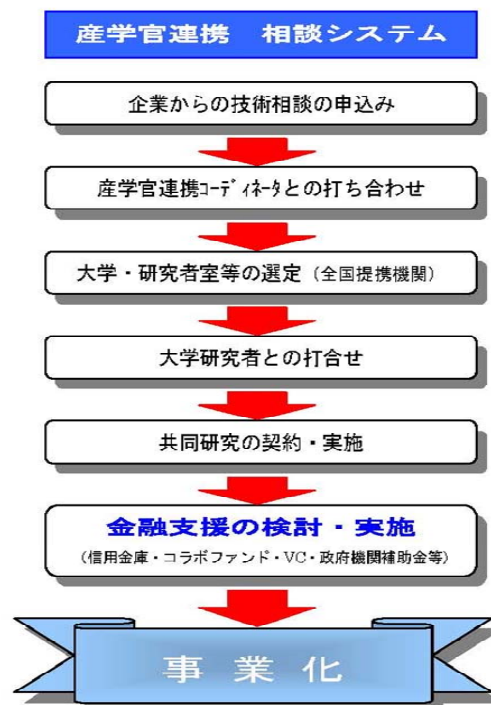 産学官連携　相談システム
企業からの技術相談の申込み
産学官連携ｺｰﾃﾞｨﾈｰﾀとの打ち合わせ
大学・研究者室等の選定（全国提携機関）
大学研究者との打合せ
共同研究の契約・実施
金融支援の検討・実施
（信用金庫・コラボファンド・VC・政府機関補助金等）
事 業 化